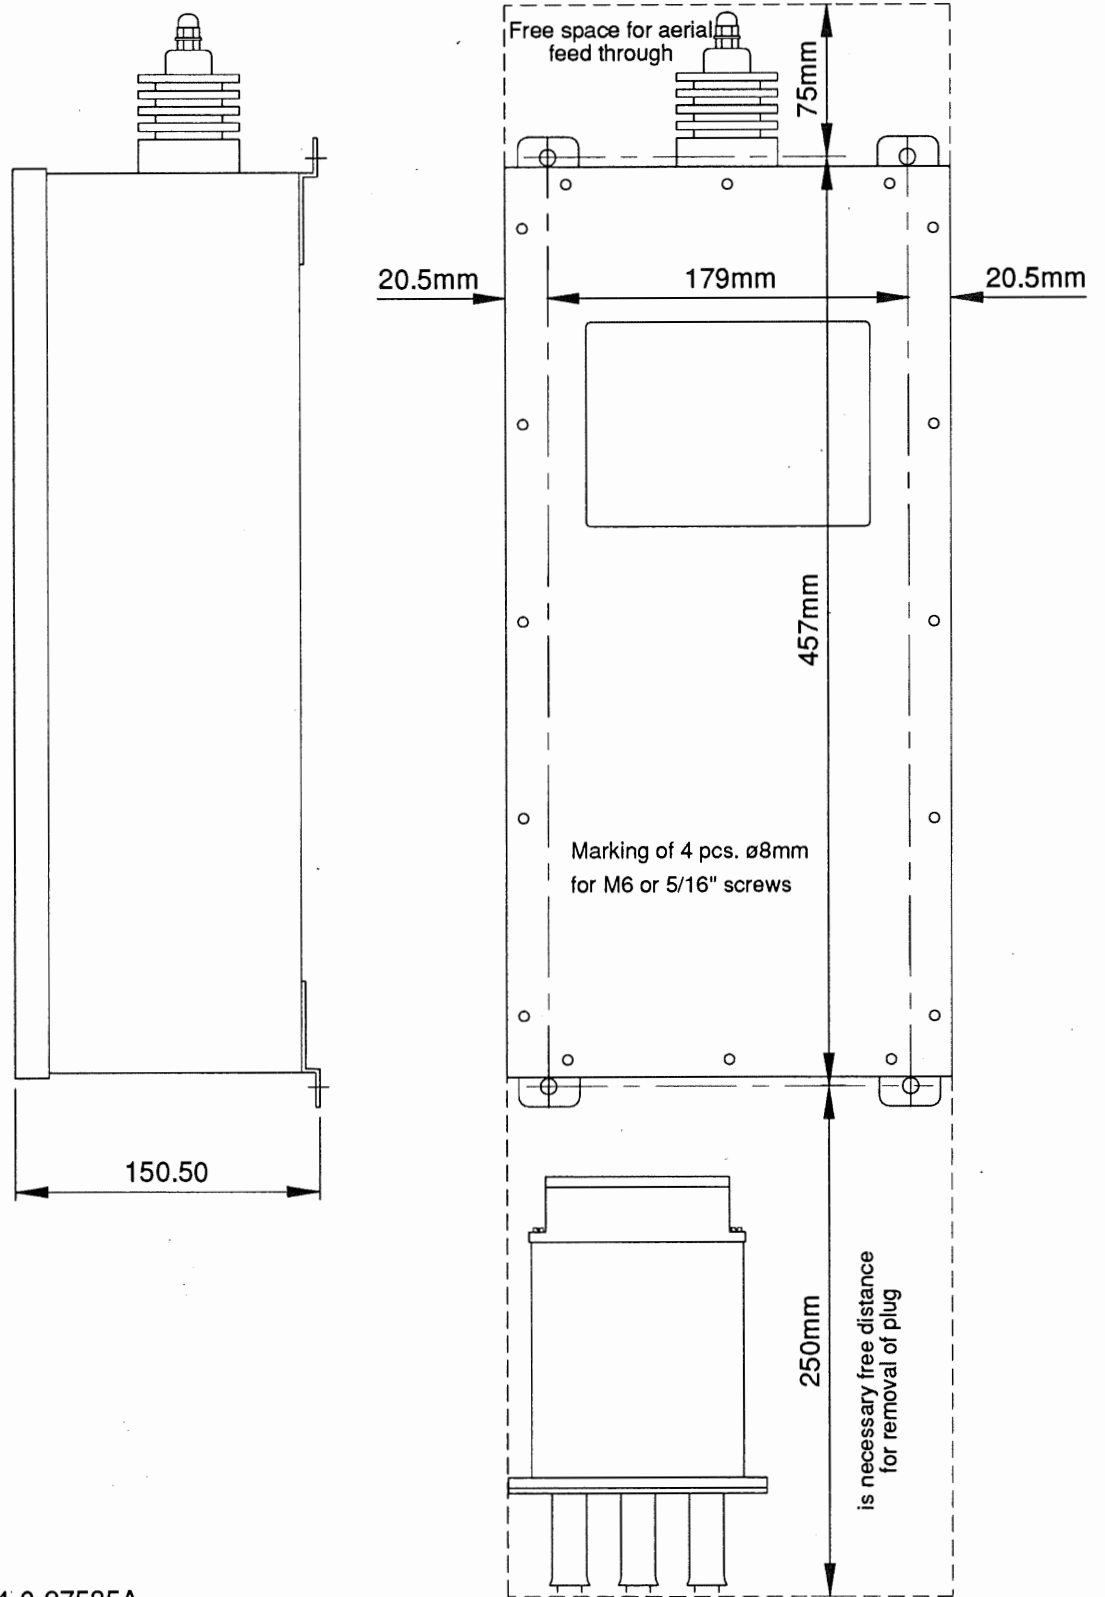 Free space for aerial
feed through
75mm
20.5mm
179mm
20.5mm
457mm
Marking of 4 pcs. ø8mm
for M6 or 5/16" screws
150.50
250mm
is necessary free distance
for removal of plug